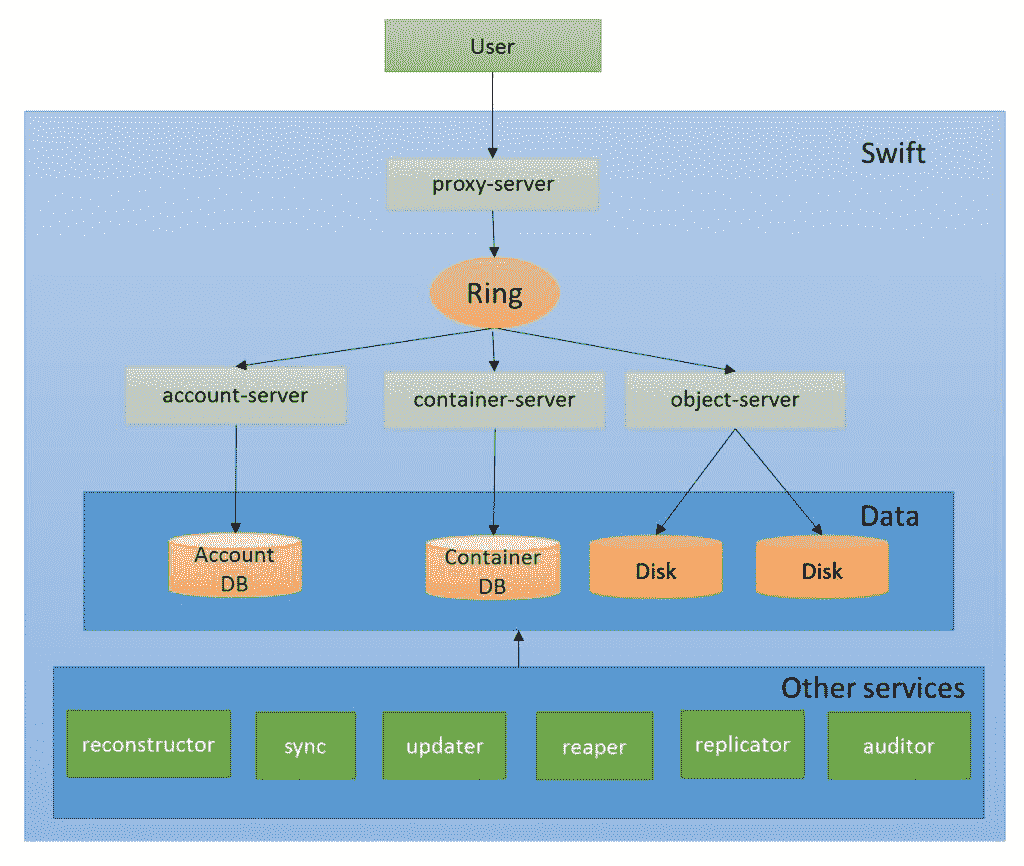 User
Swift
proxy-server
Ring
account-server
container-server
object-server
Data
Account
DB
Container
DB
Disk
Disk
Other services
reconstructor
sync
updater
reaper
replicator
auditor